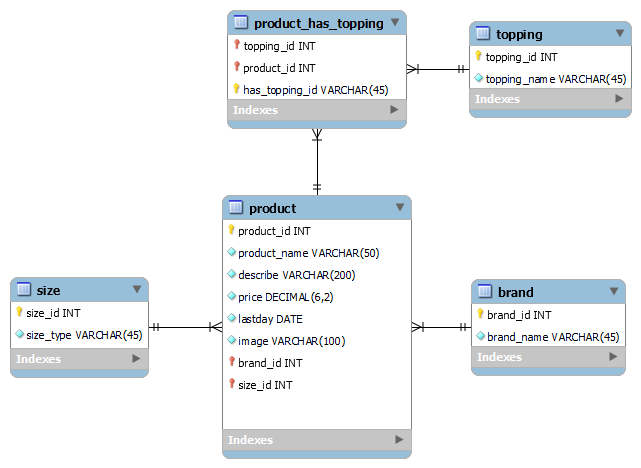 product_has_topping
topping_id INT
product_id INT
has_topping_id VARCHAR(45)
Indexes
topping
topping_id INT
topping_name VARCHAR(45)
Indexes
product
product_id INT
product_name VARCHAR(50)
describe VARCHAR(200)
price DECIMAL(6,2)
lastday DATE
image VARCHAR(100)
brand_id INT
size_id INT
Indexes
size
size_id INT
size_type VARCHAR(45)
Indexes
brand
brand_id INT
brand_name VARCHAR(45)
Indexes